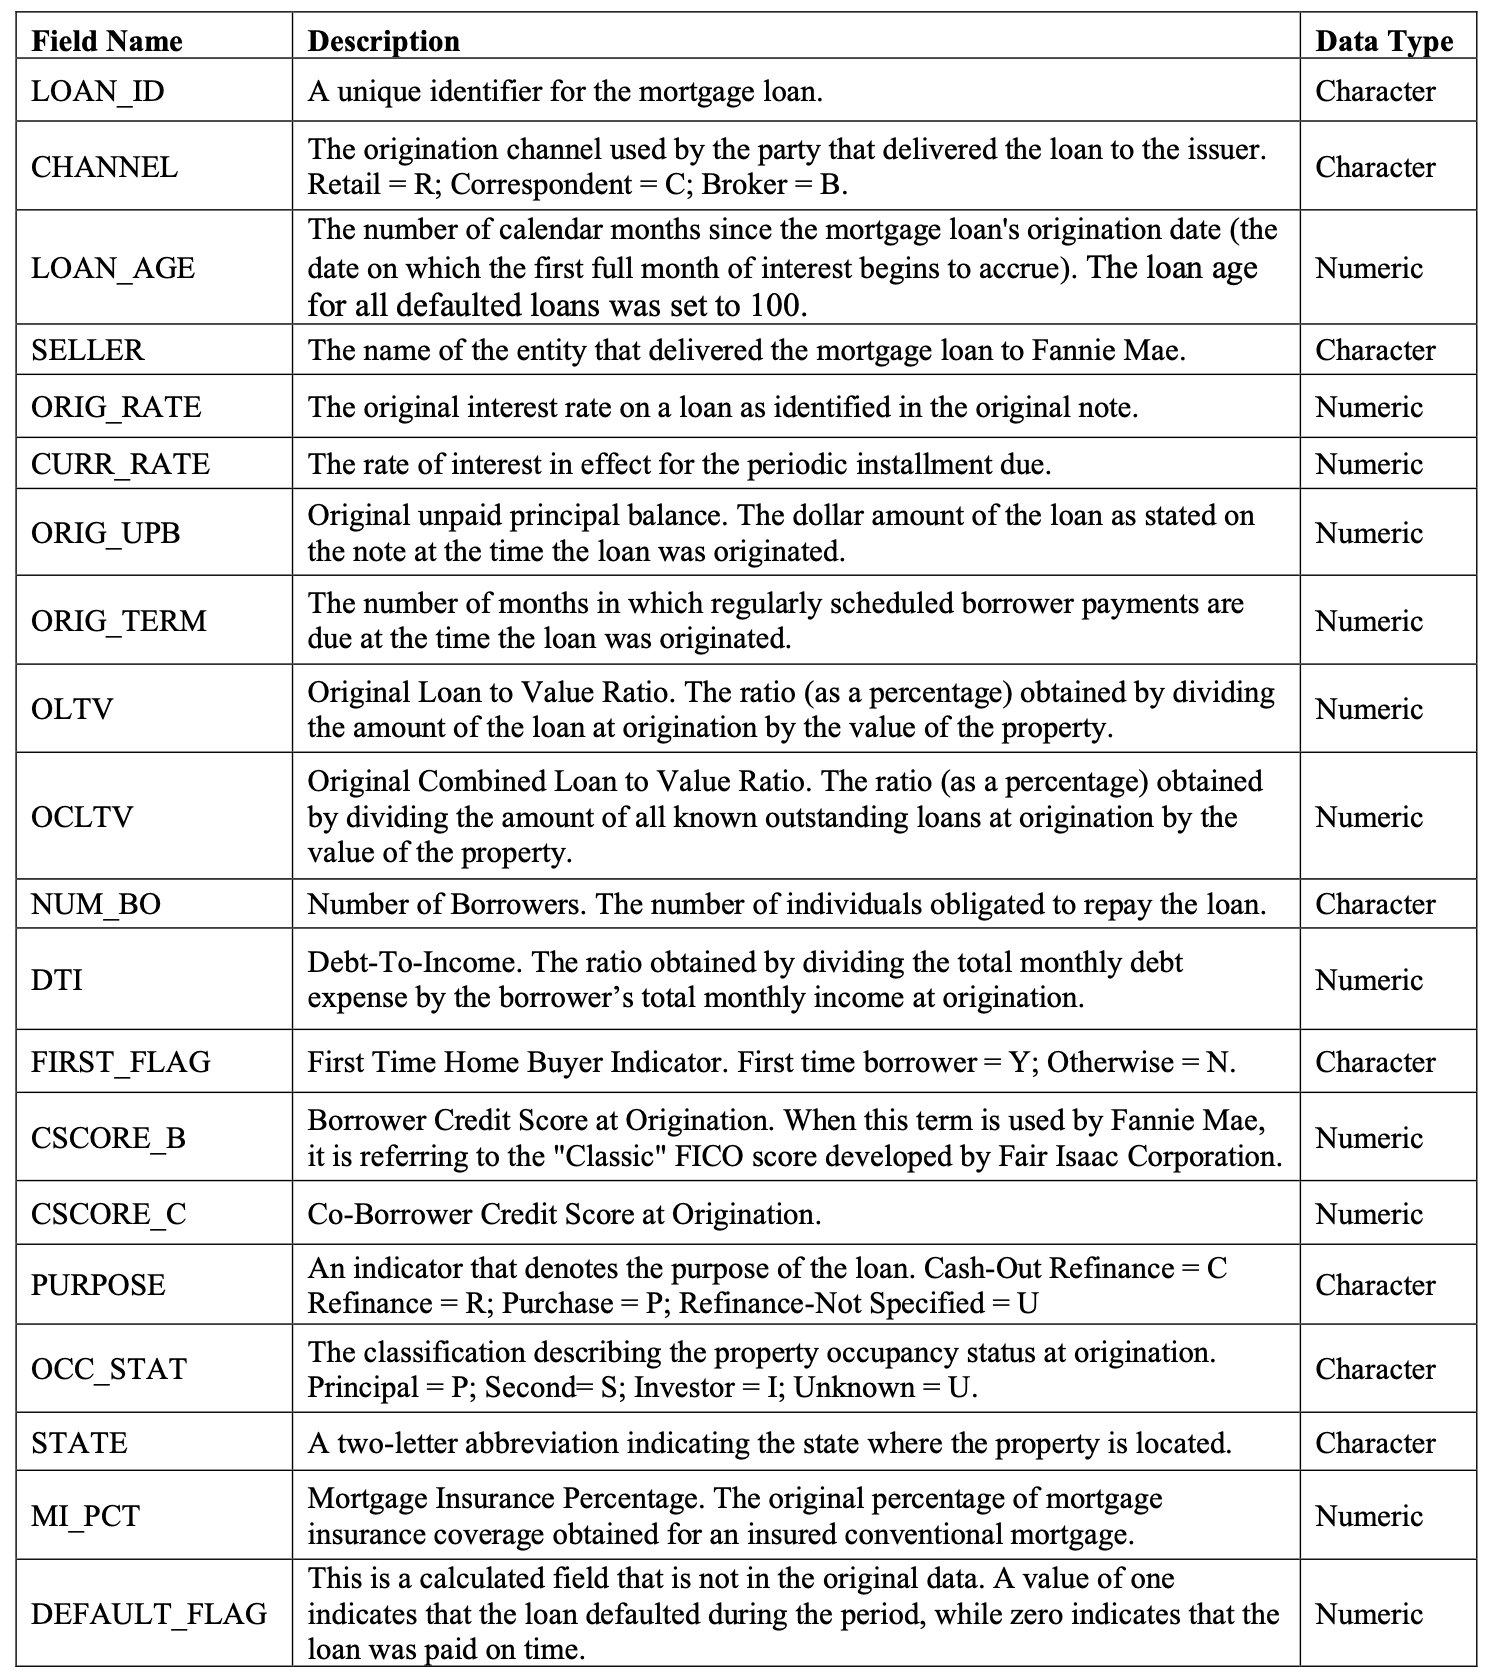 Field Name Description Data Type
LOAN_ID A unique identifier for the mortgage loan. Character
CHANNEL The origination channel used by the party that delivered the loan to the issuer.
Retail = R; Correspondent = C; Broker = B. Character
LOAN_AGE The number of calendar months since the mortgage loan's origination date (the
date on which the first full month of interest begins to accrue). The loan age
for all defaulted loans was set to 100. Numeric
SELLER The name of the entity that delivered the mortgage loan to Fannie Mae. Character
ORIG_RATE The original interest rate on a loan as identified in the original note. Numeric
CURR_RATE The rate of interest in effect for the periodic installment due. Numeric
ORIG_UPB Original unpaid principal balance. The dollar amount of the loan as stated on
the note at the time the loan was originated. Numeric
ORIG_TERM The number of months in which regularly scheduled borrower payments are
due at the time the loan was originated. Numeric
OLTV Original Loan to Value Ratio. The ratio (as a percentage) obtained by dividing
the amount of the loan at origination by the value of the property. Numeric
OCLTV Original Combined Loan to Value Ratio. The ratio (as a percentage) obtained
by dividing the amount of all known outstanding loans at origination by the
value of the property. Numeric
NUM_BO Number of Borrowers. The number of individuals obligated to repay the loan. Character
DTI Debt-To-Income. The ratio obtained by dividing the total monthly debt
expense by the borrower’s total monthly income at origination. Numeric
FIRST_FLAG First Time Home Buyer Indicator. First time borrower = Y; Otherwise = N. Character
CSCORE_B Borrower Credit Score at Origination. When this term is used by Fannie Mae,
it is referring to the "Classic" FICO score developed by Fair Isaac Corporation. Numeric
CSCORE_C Co-Borrower Credit Score at Origination. Numeric
PURPOSE An indicator that denotes the purpose of the loan. Cash-Out Refinance = C
Refinance = R; Purchase = P; Refinance-Not Specified = U Character
OCC_STAT The classification describing the property occupancy status at origination.
Principal = P; Second= S; Investor = I; Unknown = U. Character
STATE A two-letter abbreviation indicating the state where the property is located. Character
MI_PCT Mortgage Insurance Percentage. The original percentage of mortgage
insurance coverage obtained for an insured conventional mortgage. Numeric
DEFAULT_FLAG This is a calculated field that is not in the original data. A value of one
indicates that the loan defaulted during the period, while zero indicates that the
loan was paid on time. Numeric